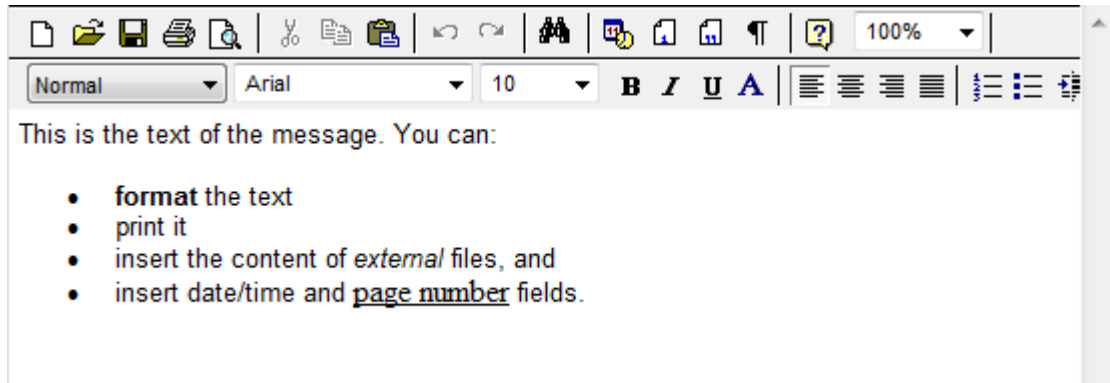 100%
Normal Arial 10 B I U A
This is the text of the message. You can:
• format the text
• print it
• insert the content of external files, and
• insert date/time and page number fields.